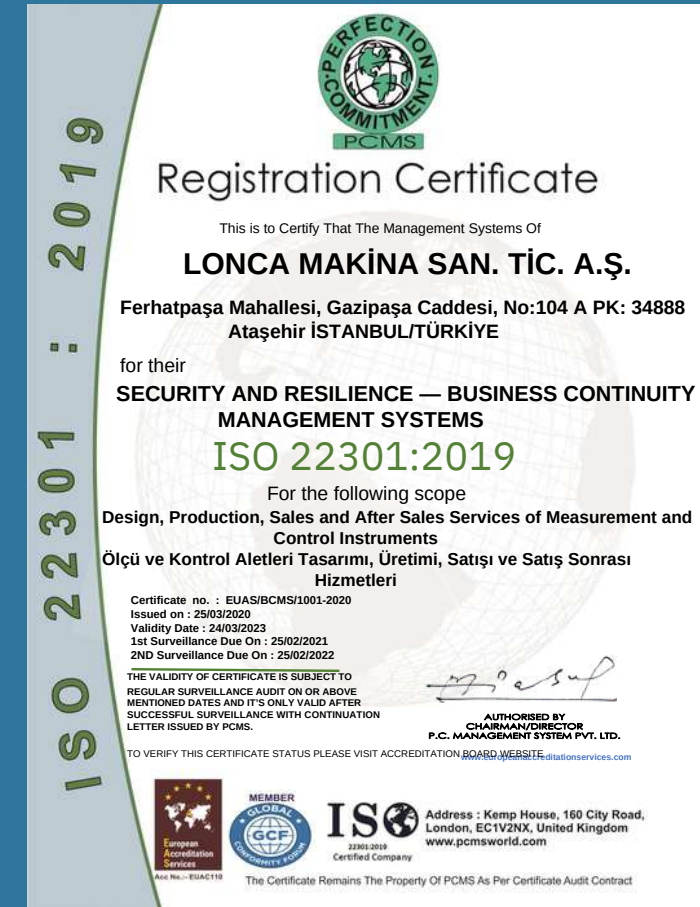 PERFECTION
COMMITMENT
PCMS
Registration Certificate
This is to Certify That The Management Systems Of
LONCA MAKİNA SAN. TİC. A.Ş.
Ferhatpaşa Mahallesi, Gazipaşa Caddesi, No:104 A PK: 34888
Ataşehir İSTANBUL/TÜRKİYE
for their
SECURITY AND RESILIENCE — BUSINESS CONTINUITY
MANAGEMENT SYSTEMS
ISO 22301:2019
For the following scope
Design, Production, Sales and After Sales Services of Measurement and
Control Instruments
Ölçü ve Kontrol Aletleri Tasarımı, Üretimi, Satışı ve Satış Sonrası
Hizmetleri
Certificate no. : EUAS/BCMS/1001-2020
Issued on : 25/03/2020
Validity Date : 24/03/2023
1st Surveillance Due On : 25/02/2021
2ND Surveillance Due On : 25/02/2022
THE VALIDITY OF CERTIFICATE IS SUBJECT TO
REGULAR SURVEILLANCE AUDIT ON OR ABOVE
MENTIONED DATES AND IT'S ONLY VALID AFTER
SUCCESSFUL SURVEILLANCE WITH CONTINUATION
LETTER ISSUED BY PCMS.
AUTHORISED BY
CHAIRMAN/DIRECTOR
P.C. MANAGEMENT SYSTEM PVT. LTD.
TO VERIFY THIS CERTIFICATE STATUS PLEASE VISIT ACCREDITATION BOARD WEBSITE
www.europeanaccreditationservices.com
ISO 22301 : 2019
European
Accreditation
Services
Acc No.:- EUAC110
MEMBER
GLOBAL
GCF
CONFORMITY FORUM
ISO
22301:2019
Certified Company
Address : Kemp House, 160 City Road,
London, EC1V2NX, United Kingdom
www.pcmsworld.com
The Certificate Remains The Property Of PCMS As Per Certificate Audit Contract